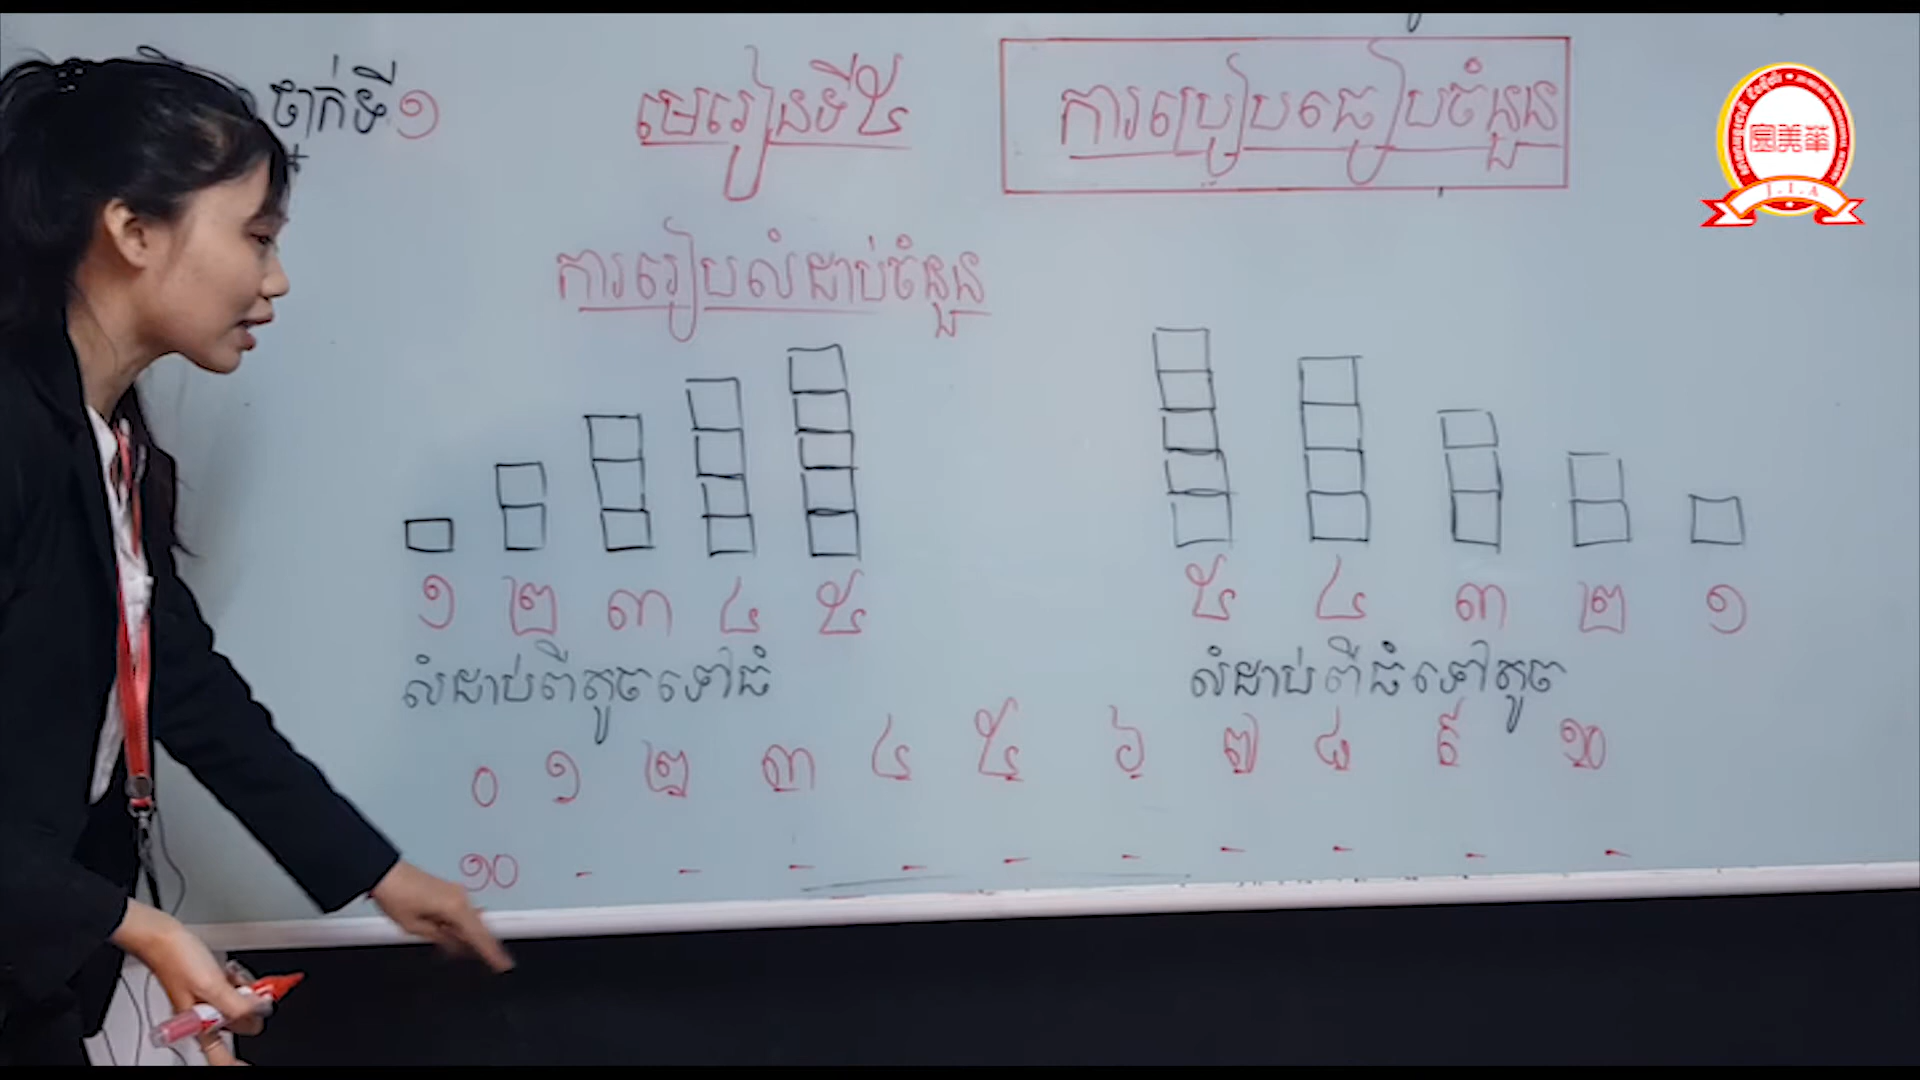 ថ្នាក់ទី១ មេរៀនទី៥ ការប្រៀបធៀបចំនួន
ការរៀបលំដាប់ចំនួន
១ ២ ៣ ៤ ៥ ៥ ៤ ៣ ២ ១
លំដាប់ពីតូចទៅធំ លំដាប់ពីធំទៅតូច
០ ១ ២ ៣ ៤ ៥ ៦ ៧ ៨ ៩ ១០
១០ - - - - - - - - - -
富美華
J.I.A